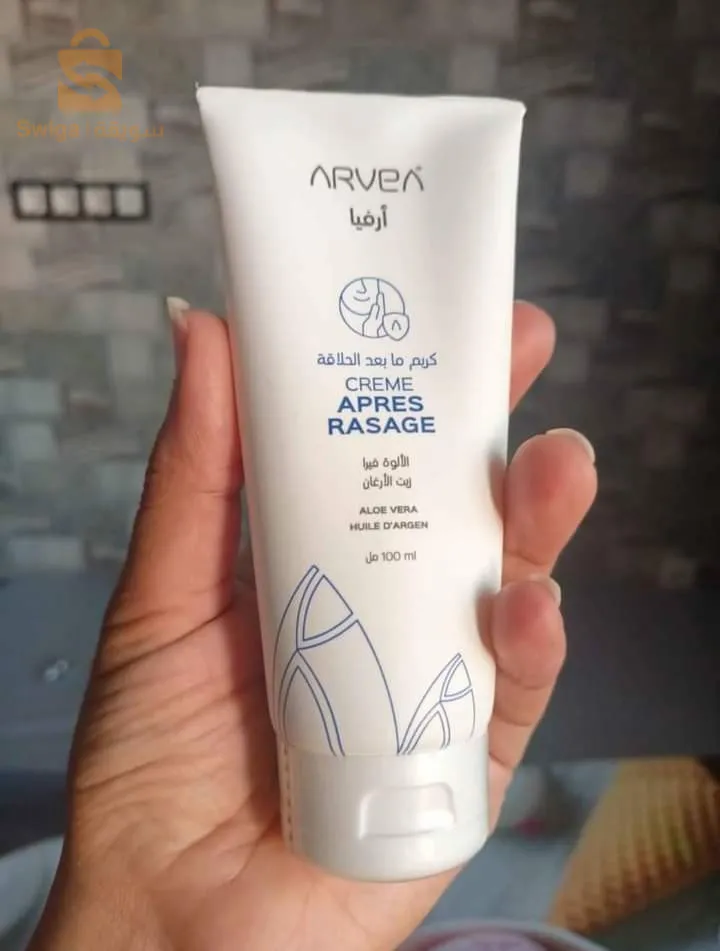 S
ARVEA
أرفيا
كريم ما بعد الحلاقة
CREME
APRES
RASAGE
الألوة فيرا
زيت الأرغان
ALOE VERA
HUILE D'ARGEN
100 ml مل